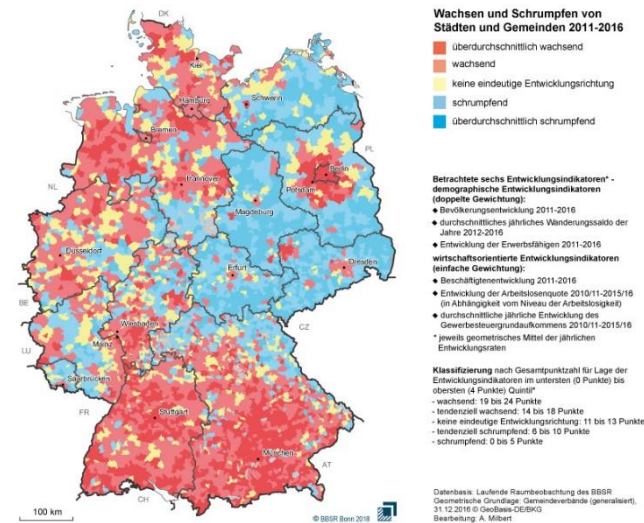 Wachsen und Schrumpfen von
Städten und Gemeinden 2011-2016
überdurchschnittlich wachsend
wachsend
keine eindeutige Entwicklungsrichtung
schrumpfend
überdurchschnittlich schrumpfend
Betrachtete sechs Entwicklungsindikatoren* -
demographische Entwicklungsindikatoren
(doppelte Gewichtung):
◆ Bevölkerungsentwicklung 2011-2016
◆ durchschnittliches jährliches Wanderungssaldo der
Jahre 2012-2016
◆ Entwicklung der Erwerbsfähigen 2011-2016
wirtschaftsorientierte Entwicklungsindikatoren
(einfache Gewichtung):
◆ Beschäftigtenentwicklung 2011-2016
◆ Entwicklung der Arbeitslosenquote 2010/11-2015/16
(in Abhängigkeit vom Niveau der Arbeitslosigkeit)
◆ durchschnittliche jährliche Entwicklung des
Gewerbesteuergrundaufkommens 2010/11-2015/16
* jeweils geometrisches Mittel der jährlichen
Entwicklungsraten
Klassifizierung nach Gesamtpunktzahl für Lage der
Entwicklungsindikatoren im untersten (0 Punkte) bis
obersten (4 Punkte) Quintil*
- wachsend: 19 bis 24 Punkte
- tendenziell wachsend: 14 bis 18 Punkte
- keine eindeutige Entwicklungsrichtung: 11 bis 13 Punkte
- tendenziell schrumpfend: 6 bis 10 Punkte
- schrumpfend: 0 bis 5 Punkte
Datenbasis: Laufende Raumbeobachtung des BBSR
Geometrische Grundlage: Gemeindeverbände (generalisiert),
31.12.2016 © GeoBasis-DE/BKG
Bearbeitung: A. Milbert
DK
Kiel
Hamburg
Schwerin
Bremen
PL
NL
Hannover
Berlin
Potsdam
Magdeburg
Düsseldorf
Erfurt
Dresden
BE
Wiesbaden
CZ
LU
Mainz
Saarbrücken
FR
Stuttgart
München
AT
CH
100 km
© BBSR Bonn 2018